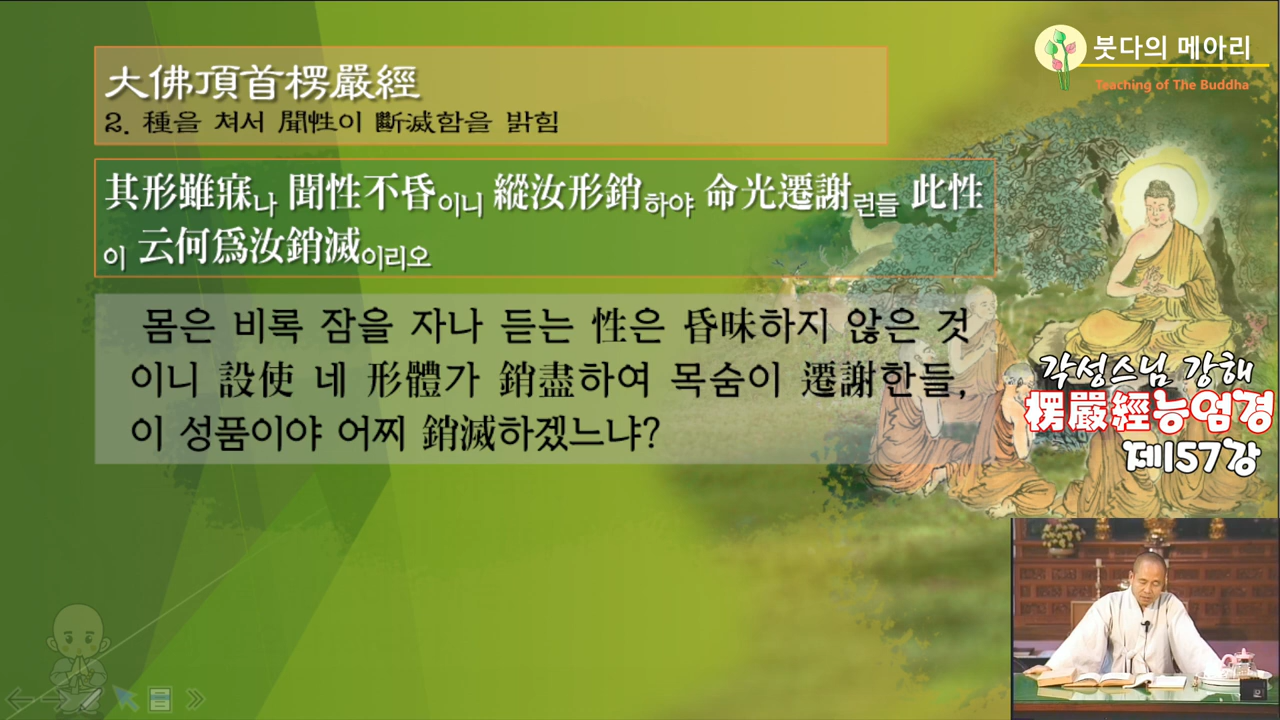 大佛頂首楞嚴經
2. 種을 쳐서 聞性이 斷滅함을 밝힘
其形雖寐나 聞性不昏이니 縱汝形銷하야 命光遷謝런들 此性
이 云何爲汝銷滅이리오
몸은 비록 잠을 자나 듣는 性은 昏昧하지 않은 것
이니 設使 네 形體가 銷盡하여 목숨이 遷謝한들,
이 성품이야 어찌 銷滅하겠느냐?
붓다의 메아리
Teaching of The Buddha
각성스님 강해
楞嚴經능엄경
제157강